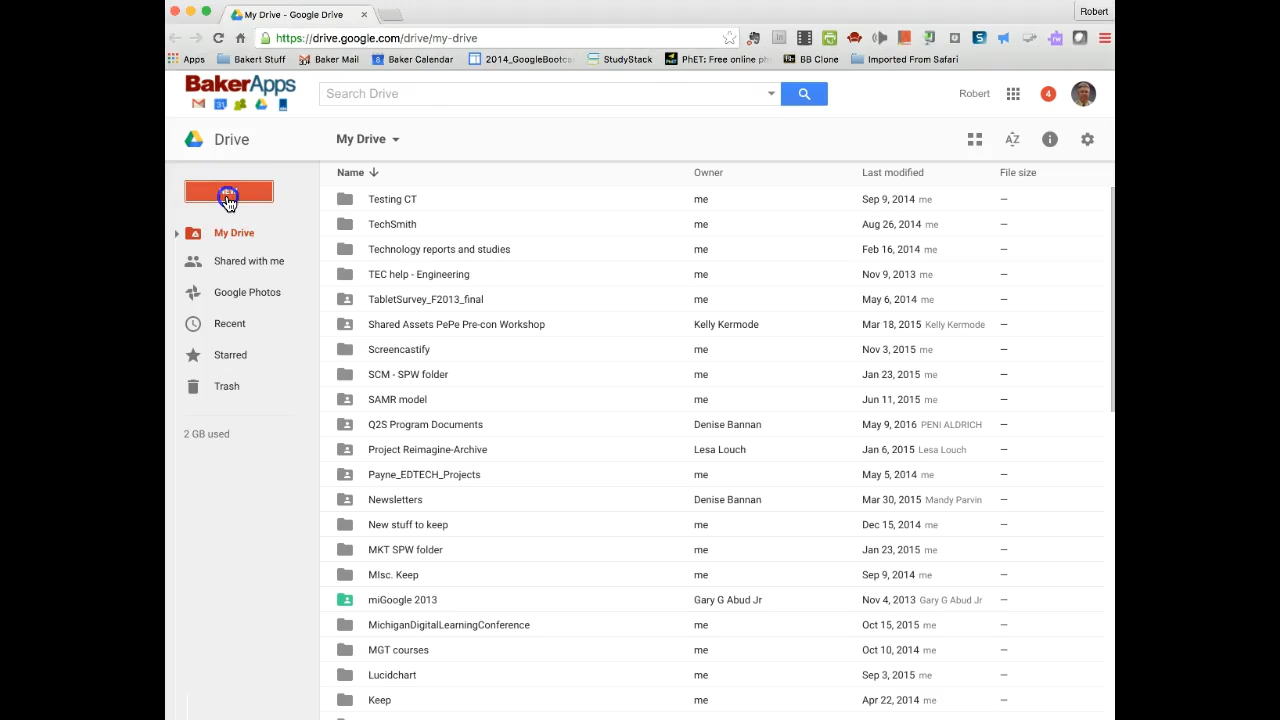 My Drive - Google Drive
Robert
https://drive.google.com/drive/my-drive
Apps Bakert Stuff Baker Mail Baker Calendar 2014_GoogleBootca StudyStack PhET: Free online ph BB Clone Imported From Safari
BakerApps
Search Drive
Robert 4
Drive My Drive AZ
Name Owner Last modified File size
My Drive
Shared with me
Google Photos
Recent
Starred
Trash
2 GB used
Testing CT me Sep 9, 2014 me –
TechSmith me Aug 26, 2014 me –
Technology reports and studies me Feb 16, 2014 me –
TEC help - Engineering me Nov 9, 2013 me –
TabletSurvey_F2013_final me May 6, 2014 me –
Shared Assets PePe Pre-con Workshop Kelly Kermode Mar 18, 2015 Kelly Kermode –
Screencastify me Nov 3, 2015 me –
SCM - SPW folder me Jan 23, 2015 me –
SAMR model me Jun 11, 2015 me –
Q2S Program Documents Denise Bannan May 9, 2016 PENI ALDRICH –
Project Reimagine-Archive Lesa Louch Jan 6, 2015 Lesa Louch –
Payne_EDTECH_Projects me May 5, 2014 me –
Newsletters Denise Bannan Mar 30, 2015 Mandy Parvin –
New stuff to keep me Dec 15, 2014 me –
MKT SPW folder me Jan 23, 2015 me –
MIsc. Keep me Sep 9, 2014 me –
miGoogle 2013 Gary G Abud Jr Nov 4, 2013 Gary G Abud Jr –
MichiganDigitalLearningConference me Oct 15, 2015 me –
MGT courses me Oct 10, 2014 me –
Lucidchart me Sep 3, 2015 me –
Keep me Apr 22, 2014 me –